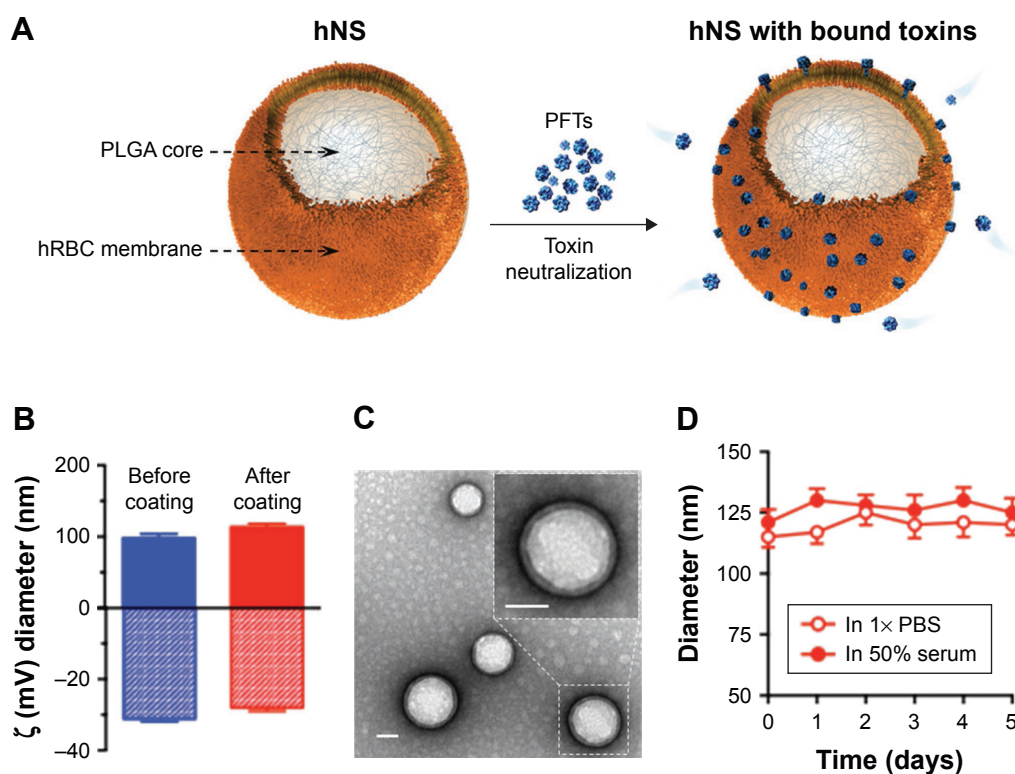 A
hNS
hNS with bound toxins
PLGA core
hRBC membrane
PFTs
Toxin
neutralization
B
ζ (mV) diameter (nm)
200
100
0
–20
–40
Before
coating
After
coating
C
D
Diameter (nm)
150
125
100
75
50
In 1× PBS
In 50% serum
0 1 2 3 4 5
Time (days)